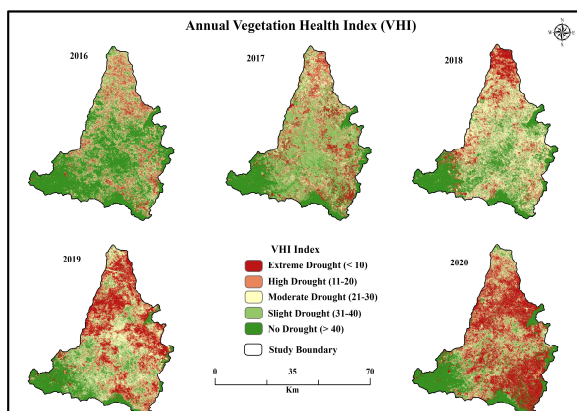 Annual Vegetation Health Index (VHI)
N
W E
S
2016
2017
2018
2019
VHI Index
Extreme Drought (< 10)
High Drought (11-20)
Moderate Drought (21-30)
Slight Drought (31-40)
No Drought (> 40)
Study Boundary
2020
0 35 70
Km